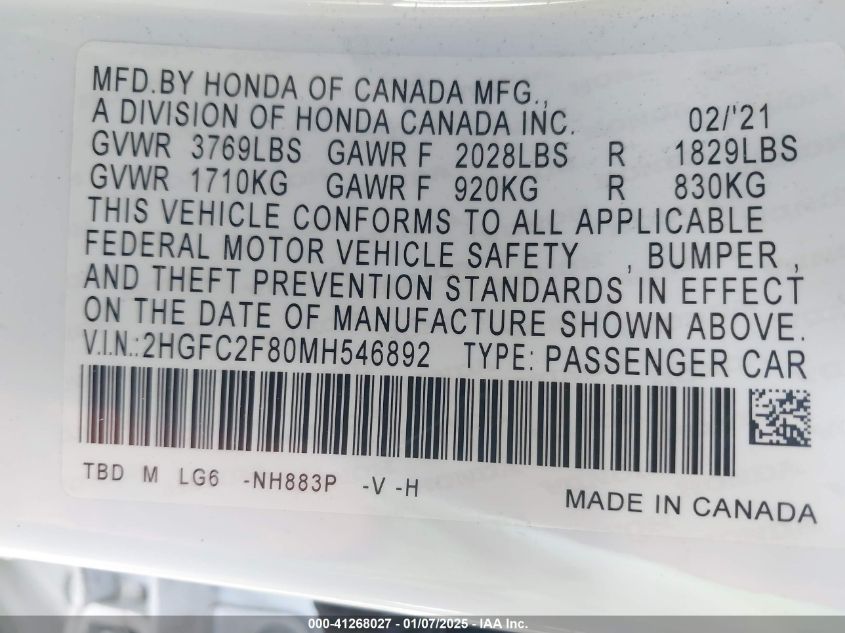 MFD.BY HONDA OF CANADA MFG.,
A DIVISION OF HONDA CANADA INC. 02/'21
GVWR 3769LBS GAWR F 2028LBS R 1829LBS
GVWR 1710KG GAWR F 920KG R 830KG
THIS VEHICLE CONFORMS TO ALL APPLICABLE
FEDERAL MOTOR VEHICLE SAFETY , BUMPER ,
AND THEFT PREVENTION STANDARDS IN EFFECT
ON THE DATE OF MANUFACTURE SHOWN ABOVE.
V.I.N.:2HGFC2F80MH546892 TYPE: PASSENGER CAR
TBD M LG6 -NH883P -V -H
MADE IN CANADA
000-41268027 — 01/07/2025 — IAA Inc.